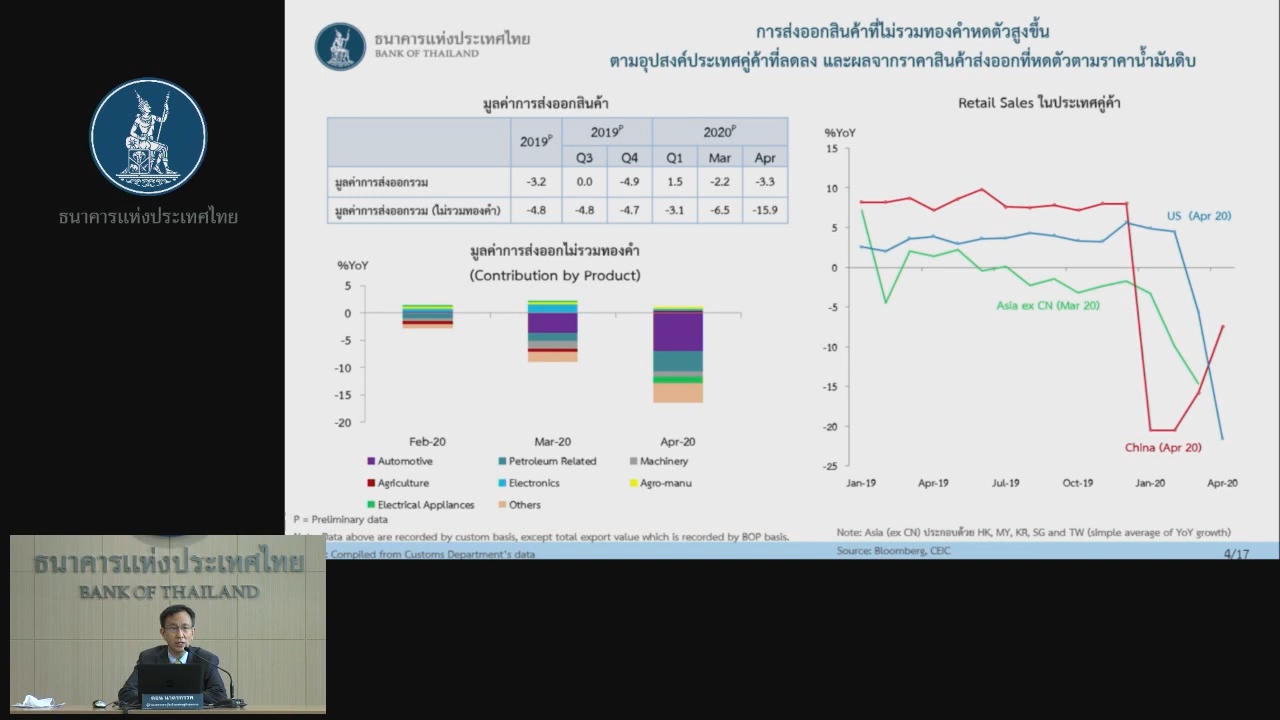 ธนาคารแห่งประเทศไทย
ธนาคารแห่งประเทศไทย
BANK OF THAILAND
การส่งออกสินค้าที่ไม่รวมทองคำหดตัวสูงขึ้น
ตามอุปสงค์ประเทศคู่ค้าที่ลดลง และผลจากราคาสินค้าส่งออกที่หดตัวตามราคาน้ำมันดิบ
มูลค่าการส่งออกสินค้า
2019P 2019P 2020P
Q3 Q4 Q1 Mar Apr
มูลค่าการส่งออกรวม -3.2 0.0 -4.9 1.5 -2.2 -3.3
มูลค่าการส่งออกรวม (ไม่รวมทองคำ) -4.8 -4.8 -4.7 -3.1 -6.5 -15.9
มูลค่าการส่งออกไม่รวมทองคำ
(Contribution by Product)
%YoY
5
0
-5
-10
-15
-20
Feb-20 Mar-20 Apr-20
Automotive Petroleum Related Machinery
Agriculture Electronics Agro-manu
Electrical Appliances Others
P = Preliminary data
Data above are recorded by custom basis, except total export value which is recorded by BOP basis.
: Compiled from Customs Department's data
Retail Sales ในประเทศคู่ค้า
%YoY
15
10
5
0
-5
-10
-15
-20
-25
US (Apr 20)
Asia ex CN (Mar 20)
China (Apr 20)
Jan-19 Apr-19 Jul-19 Oct-19 Jan-20 Apr-20
Note: Asia (ex CN) ประกอบด้วย HK, MY, KR, SG and TW (simple average of YoY growth)
Source: Bloomberg, CEIC
4/17
ธนาคารแห่งประเทศไทย
BANK OF THAILAND
ดอน นาครทรรพ